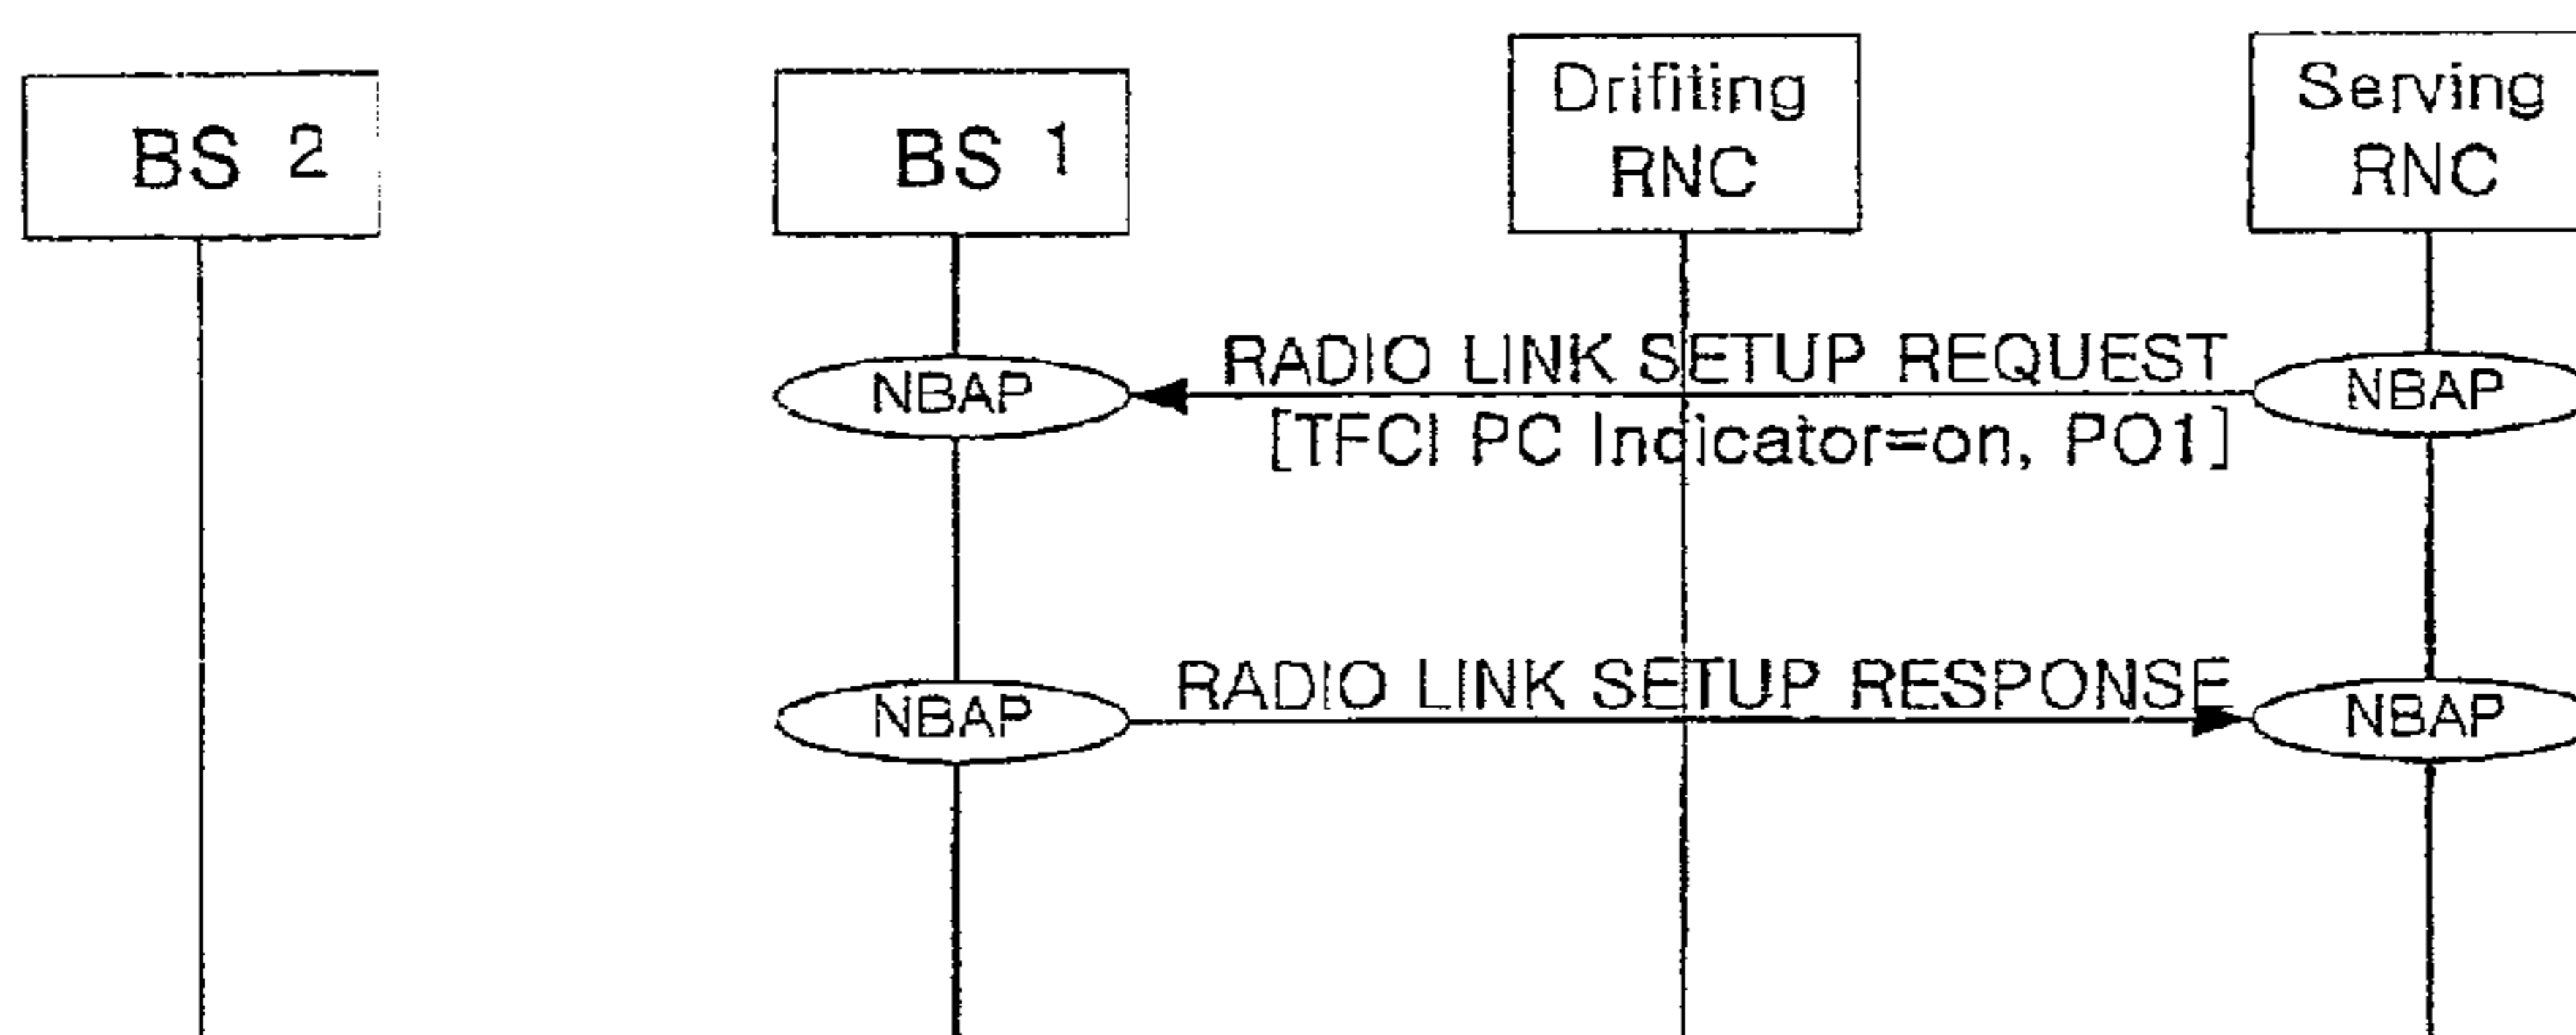 BS 2
BS 1
Drifiting
RNC
Serving
RNC
RADIO LINK SETUP REQUEST
NBAP
NBAP
[TFCI PC Indicator=on, PO1]
RADIO LINK SETUP RESPONSE
NBAP
NBAP